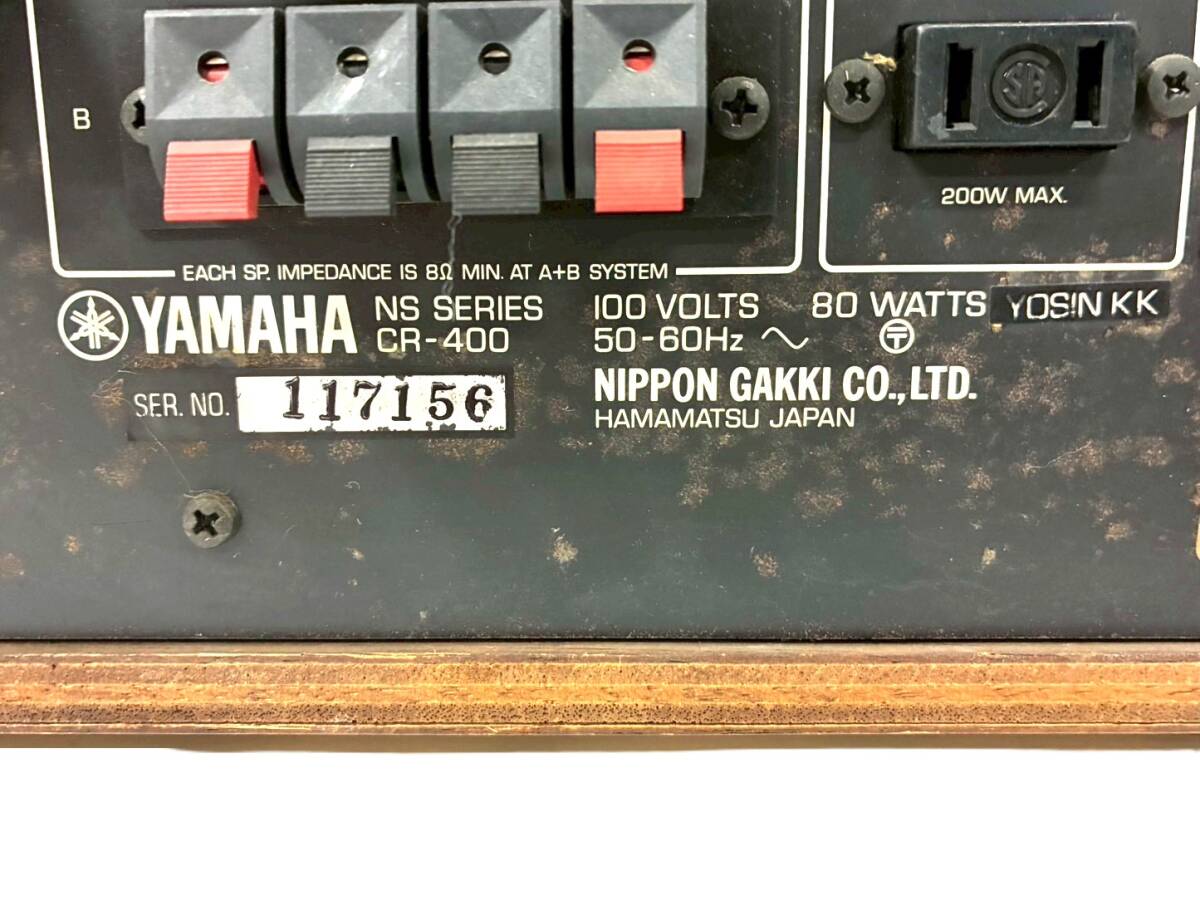 B
200W MAX.
EACH SP. IMPEDANCE IS 8Ω MIN. AT A+B SYSTEM
YAMAHA NS SERIES
CR-400
100 VOLTS 80 WATTS YOSIN KK
50-60Hz 〒
SER. NO. 117156
NIPPON GAKKI CO.,LTD.
HAMAMATSU JAPAN